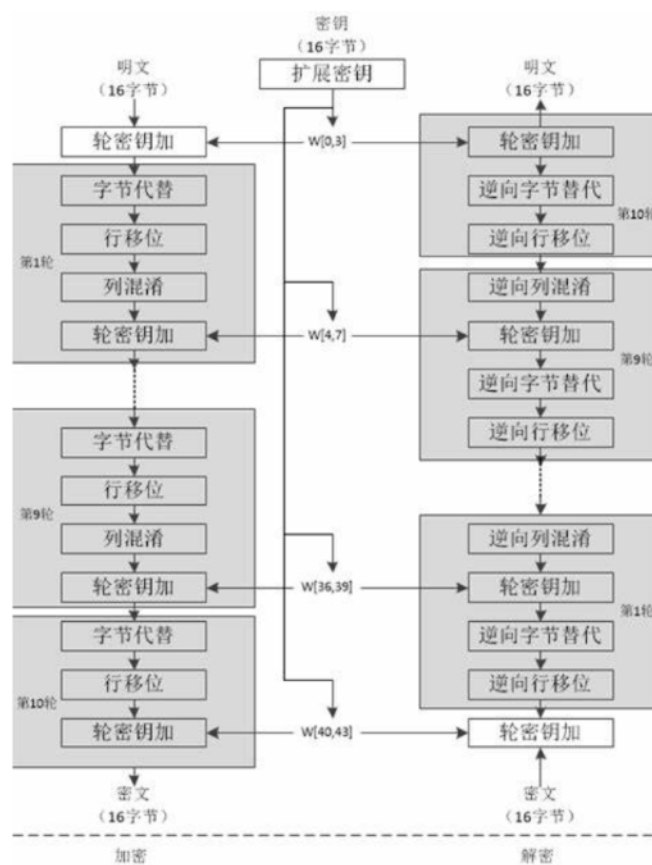 密钥
（16字节）
扩展密钥
明文
（16字节）
轮密钥加
字节代替
行移位
第1轮
列混淆
轮密钥加
字节代替
行移位
第9轮
列混淆
轮密钥加
字节代替
行移位
第10轮
轮密钥加
密文
（16字节）
加密
W[0,3]
W[4,7]
W[36,39]
W[40,43]
明文
（16字节）
轮密钥加
逆向字节替代
第10轮
逆向行移位
逆向列混淆
轮密钥加
第9轮
逆向字节替代
逆向行移位
逆向列混淆
轮密钥加
第1轮
逆向字节替代
逆向行移位
轮密钥加
密文
（16字节）
解密